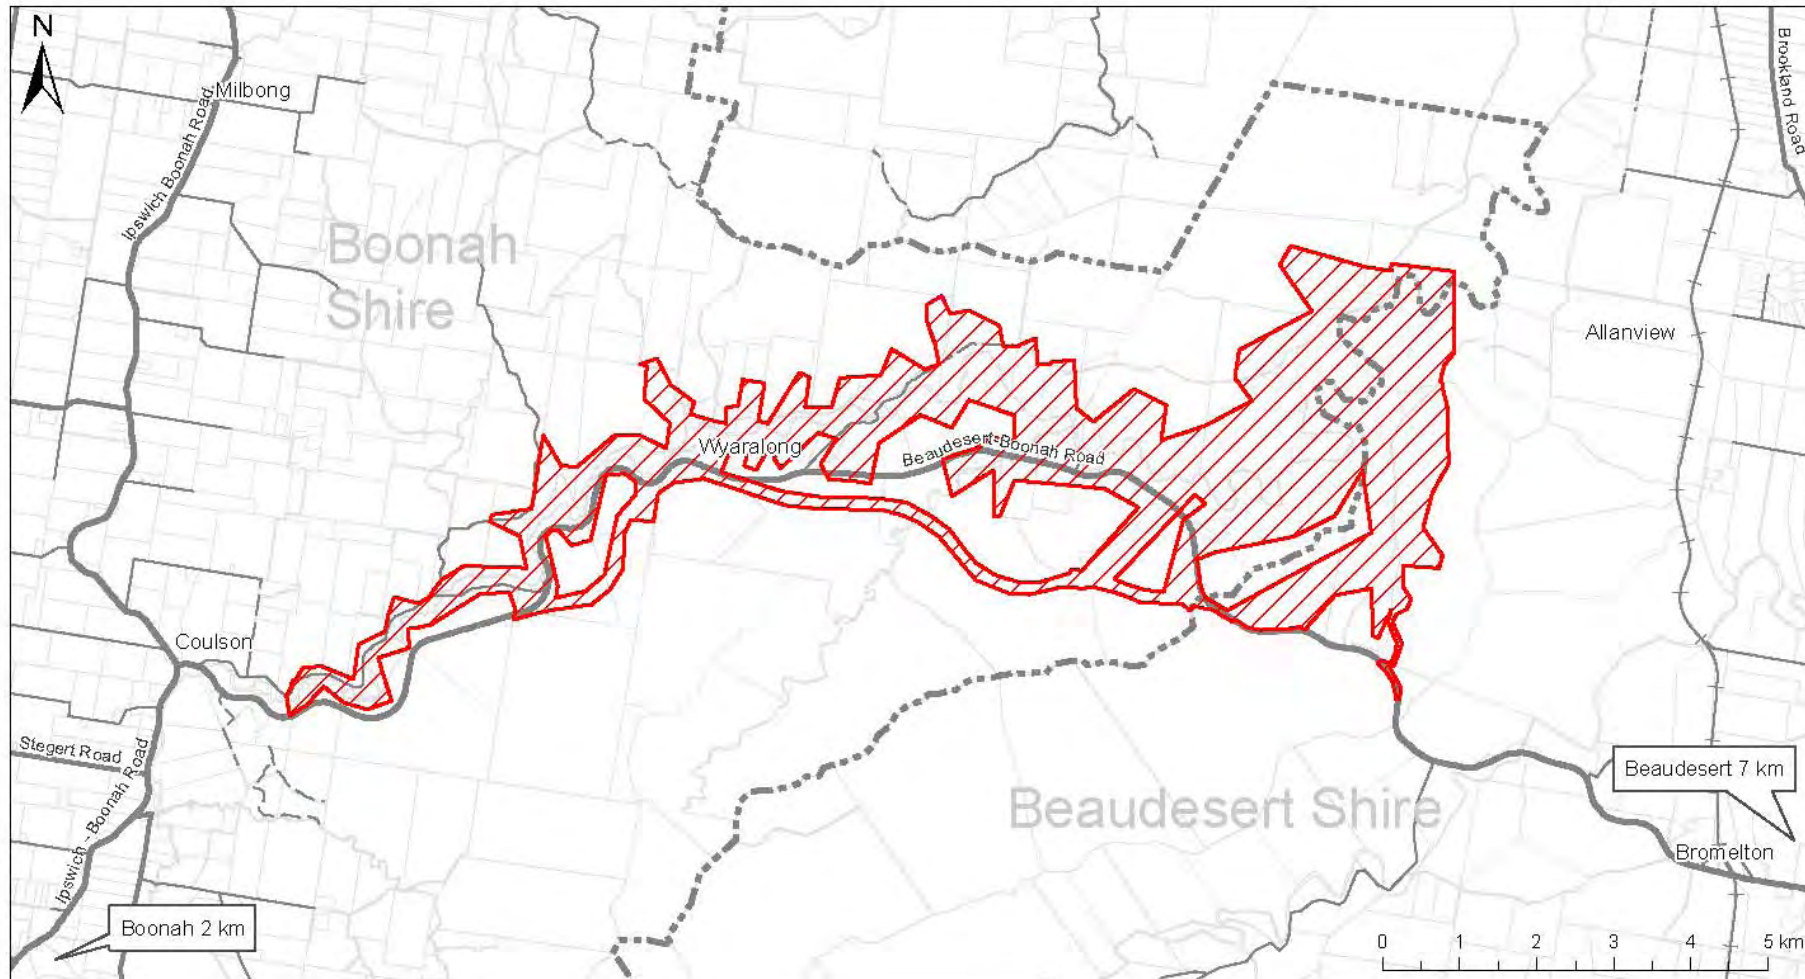 N
Milbong
Brookland Road
Ipswich Boonah Road
Boonah
Shire
Allanview
Wyaralong
Beaudesert-Boonah Road
Coulson
Stegert Road
Ipswich - Boonah Road
Beaudesert 7 km
Beaudesert Shire
Bromelton
Boonah 2 km
0 1 2 3 4 5 km